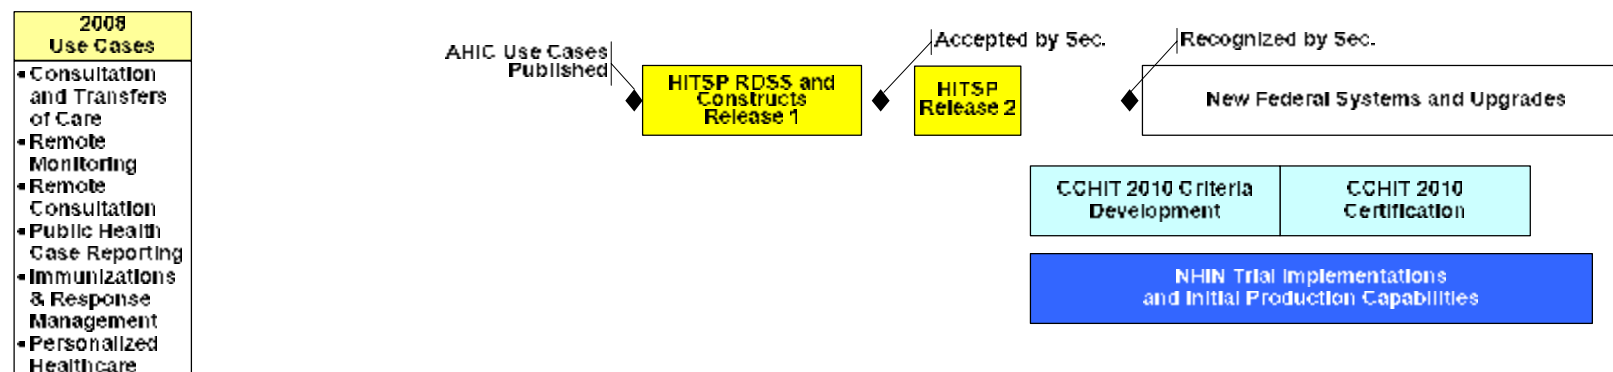 2008
Use Cases
• Consultation
and Transfers
of Care
• Remote
Monitoring
• Remote
Consultation
• Public Health
Case Reporting
• Immunizations
& Response
Management
• Personalized
Healthcare
AHIC Use Cases
Published
HITSP RDSS and
Constructs
Release 1
Accepted by Sec.
HITSP
Release 2
Recognized by Sec.
New Federal Systems and Upgrades
CCHIT 2010 Criteria
Development
CCHIT 2010
Certification
NHIN Trial Implementations
and Initial Production Capabilities